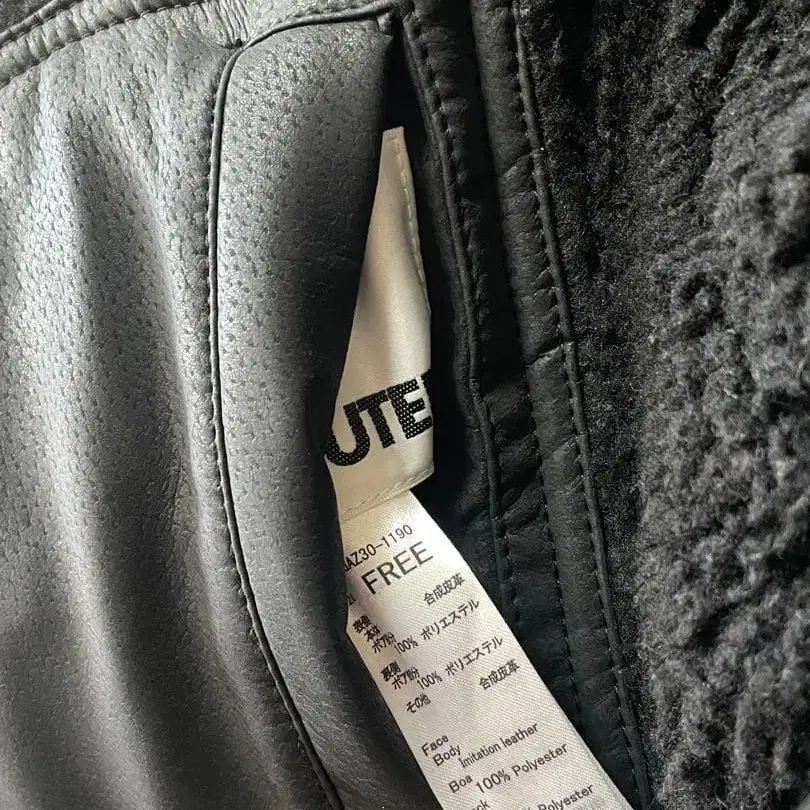 UTE
AZ30-1190
FREE
表側
本体 合成皮革
ボア部分 100% ポリエステル
裏側
ボア部分 100% ポリエステル
その他 合成皮革
Face
Body Imitation leather
Boa 100% Polyester
ck
100% Polyester